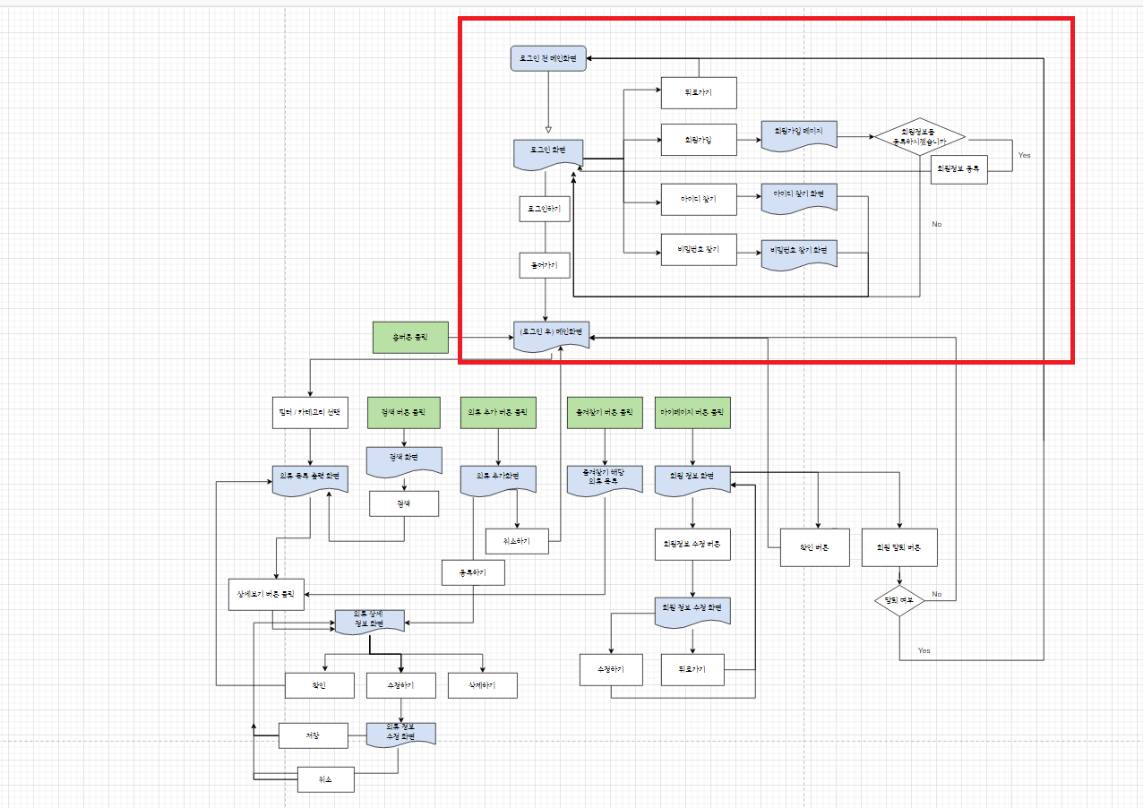 로그인 전 메인화면
뒤로가기
회원가입
회원가입 페이지
회원정보를
등록하시겠습니까
Yes
로그인 화면
회원정보 등록
아이디 찾기
아이디 찾기 화면
로그인하기
No
비밀번호 찾기
비밀번호 찾기 화면
들어가기
홈버튼 클릭
(로그인 후) 메인화면
필터 / 카테고리 선택
검색 버튼 클릭
의류 추가 버튼 클릭
즐겨찾기 버튼 클릭
마이페이지 버튼 클릭
의류 목록 출력 화면
검색 화면
의류 추가화면
즐겨찾기 해당
의류 목록
회원 정보 화면
검색
취소하기
회원정보 수정 버튼
확인 버튼
회원 탈퇴 버튼
등록하기
상세보기 버튼 클릭
탈퇴 여부
No
의류 상세
정보 화면
회원 정보 수정 화면
Yes
확인
수정하기
삭제하기
수정하기
뒤로가기
저장
의류 정보
수정 화면
취소